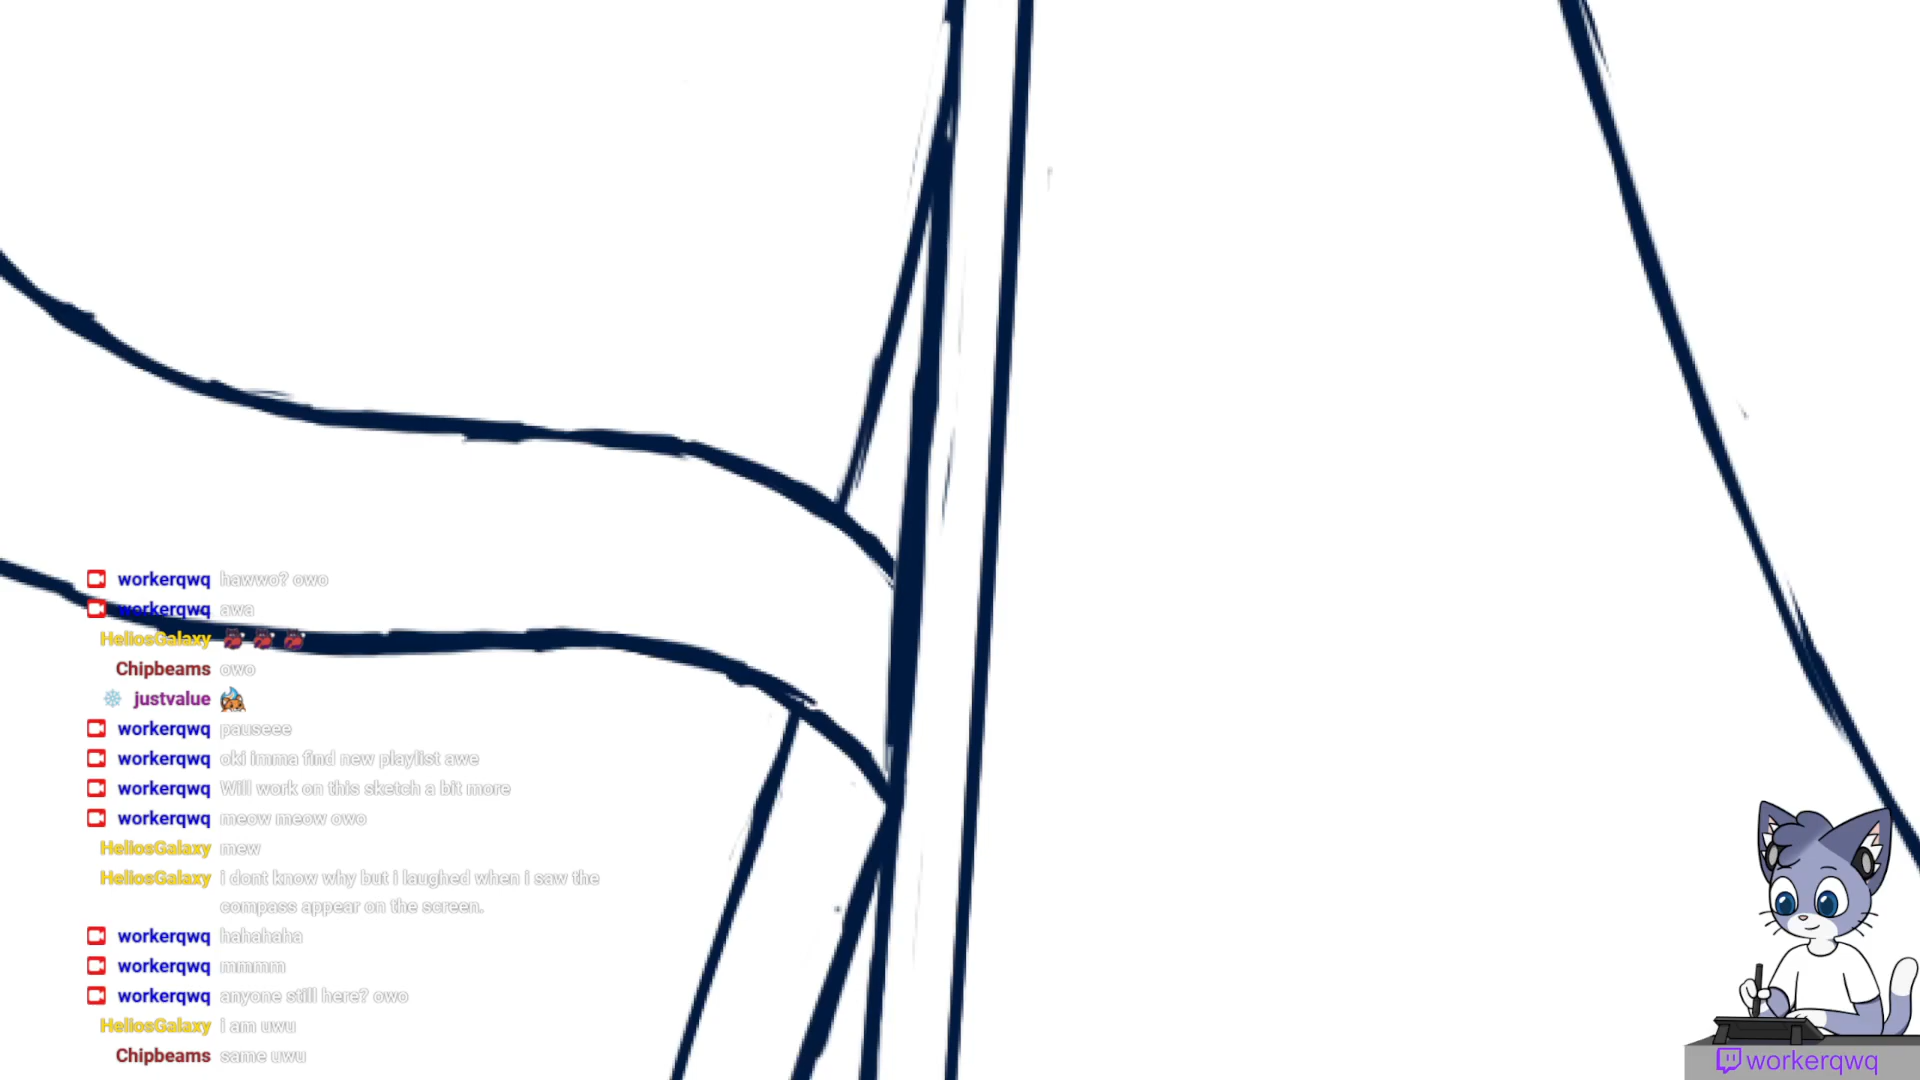 workerqwq hawwo? owo
workerqwq awa
HeliosGalaxy
Chipbeams owo
justvalue
workerqwq pauseee
workerqwq oki imma find new playlist awe
workerqwq Will work on this sketch a bit more
workerqwq meow meow owo
HeliosGalaxy mew
HeliosGalaxy i dont know why but i laughed when i saw the
compass appear on the screen.
workerqwq hahahaha
workerqwq mmmm
workerqwq anyone still here? owo
HeliosGalaxy i am uwu
Chipbeams same uwu
workerqwq